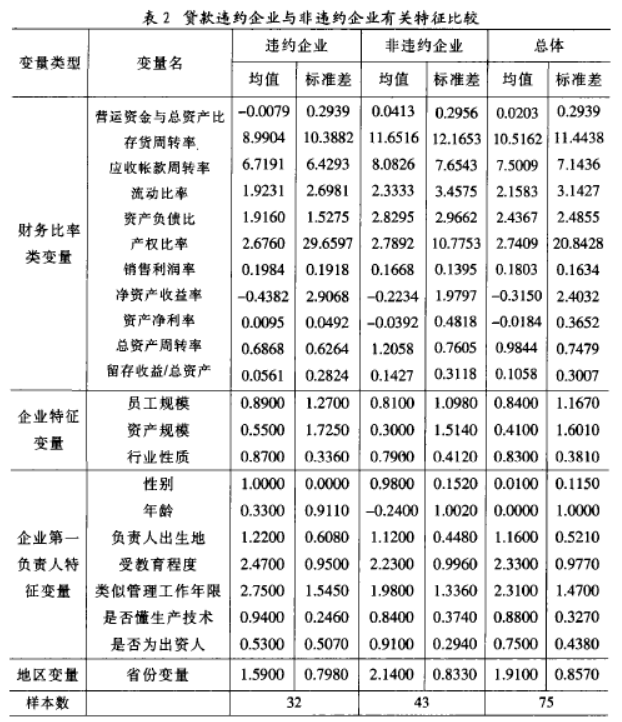 表 2 贷款违约企业与非违约企业有关特征比较
变量类型 变量名 违约企业 非违约企业 总体
均值 标准差 均值 标准差 均值 标准差
财务比率类变量
营运资金与总资产比 -0.0079 0.2939 0.0413 0.2956 0.0203 0.2939
存货周转率 8.9904 10.3882 11.6516 12.1653 10.5162 11.4438
应收帐款周转率 6.7191 6.4293 8.0826 7.6543 7.5009 7.1436
流动比率 1.9231 2.6981 2.3333 3.4575 2.1583 3.1427
资产负债比 1.9160 1.5275 2.8295 2.9662 2.4367 2.4855
产权比率 2.6760 29.6597 2.7892 10.7753 2.7409 20.8428
销售利润率 0.1984 0.1918 0.1668 0.1395 0.1803 0.1634
净资产收益率 -0.4382 2.9068 -0.2234 1.9797 -0.3150 2.4032
资产净利率 0.0095 0.0492 -0.0392 0.4818 -0.0184 0.3652
总资产周转率 0.6868 0.6264 1.2058 0.7605 0.9844 0.7479
留存收益/总资产 0.0561 0.2824 0.1427 0.3118 0.1058 0.3007
企业特征变量
员工规模 0.8900 1.2700 0.8100 1.0980 0.8400 1.1670
资产规模 0.5500 1.7250 0.3000 1.5140 0.4100 1.6010
行业性质 0.8700 0.3360 0.7900 0.4120 0.8300 0.3810
企业第一负责人特征变量
性别 1.0000 0.0000 0.9800 0.1520 0.0100 0.1150
年龄 0.3300 0.9110 -0.2400 1.0020 0.0000 1.0000
负责人出生地 1.2200 0.6080 1.1200 0.4480 1.1600 0.5210
受教育程度 2.4700 0.9500 2.2300 0.9960 2.3300 0.9770
类似管理工作年限 2.7500 1.5450 1.9800 1.3360 2.3100 1.4700
是否懂生产技术 0.9400 0.2460 0.8400 0.3740 0.8800 0.3270
是否为出资人 0.5300 0.5070 0.9100 0.2940 0.7500 0.4380
地区变量 省份变量 1.5900 0.7980 2.1400 0.8330 1.9100 0.8570
样本数 32 43 75